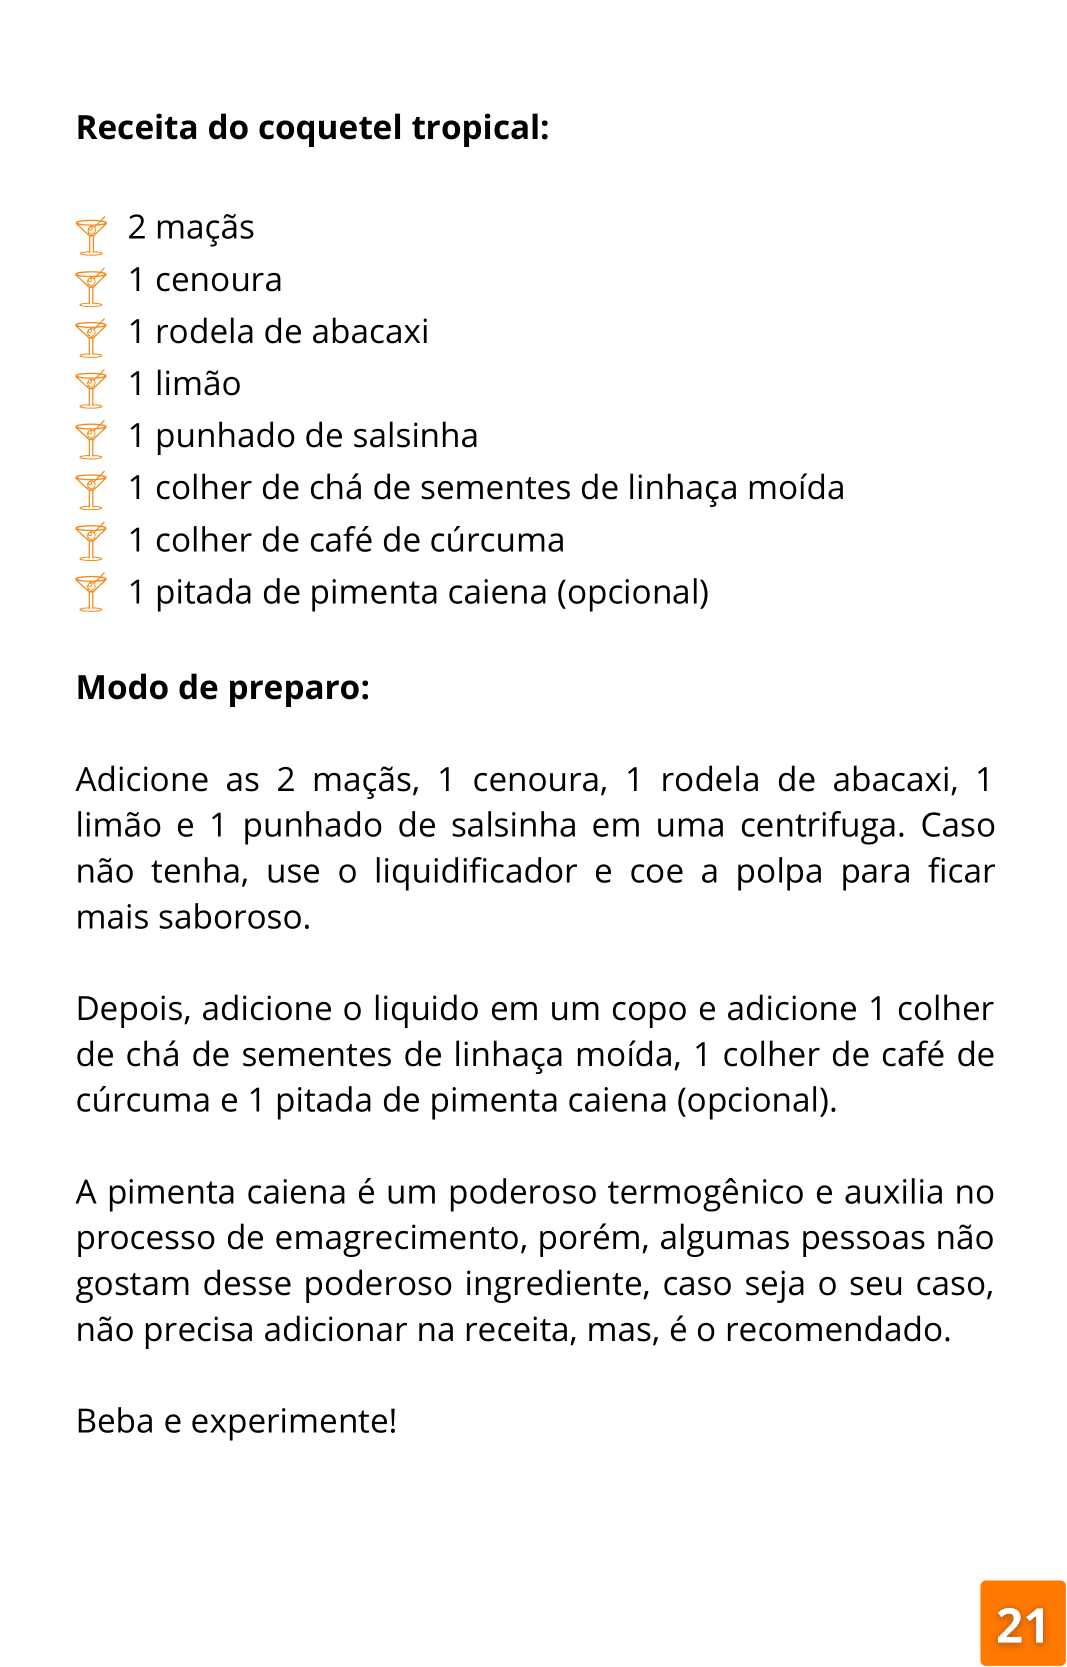 Receita do coquetel tropical:
2 maçãs
1 cenoura
1 rodela de abacaxi
1 limão
1 punhado de salsinha
1 colher de chá de sementes de linhaça moída
1 colher de café de cúrcuma
1 pitada de pimenta caiena (opcional)
Modo de preparo:
Adicione as 2 maçãs, 1 cenoura, 1 rodela de abacaxi, 1
limão e 1 punhado de salsinha em uma centrifuga. Caso
não tenha, use o liquidificador e coe a polpa para ficar
mais saboroso.
Depois, adicione o liquido em um copo e adicione 1 colher
de chá de sementes de linhaça moída, 1 colher de café de
cúrcuma e 1 pitada de pimenta caiena (opcional).
A pimenta caiena é um poderoso termogênico e auxilia no
processo de emagrecimento, porém, algumas pessoas não
gostam desse poderoso ingrediente, caso seja o seu caso,
não precisa adicionar na receita, mas, é o recomendado.
Beba e experimente!
21